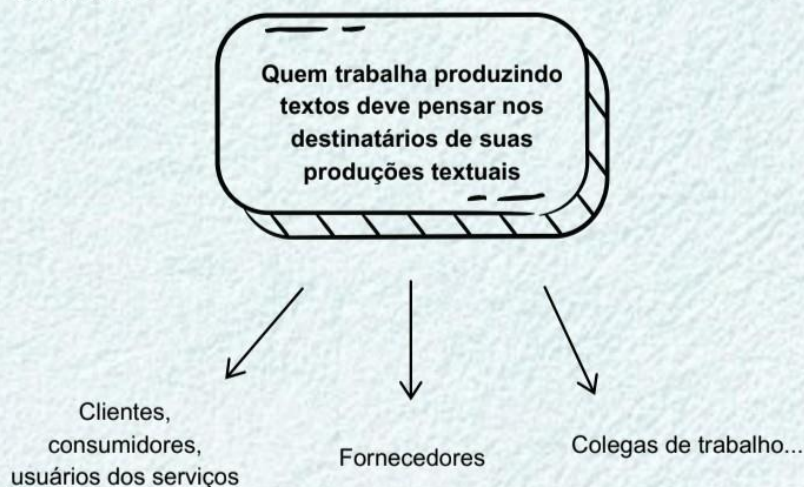 Quem trabalha produzindo
textos deve pensar nos
destinatários de suas
produções textuais
Clientes,
consumidores,
usuários dos serviços
Fornecedores
Colegas de trabalho...